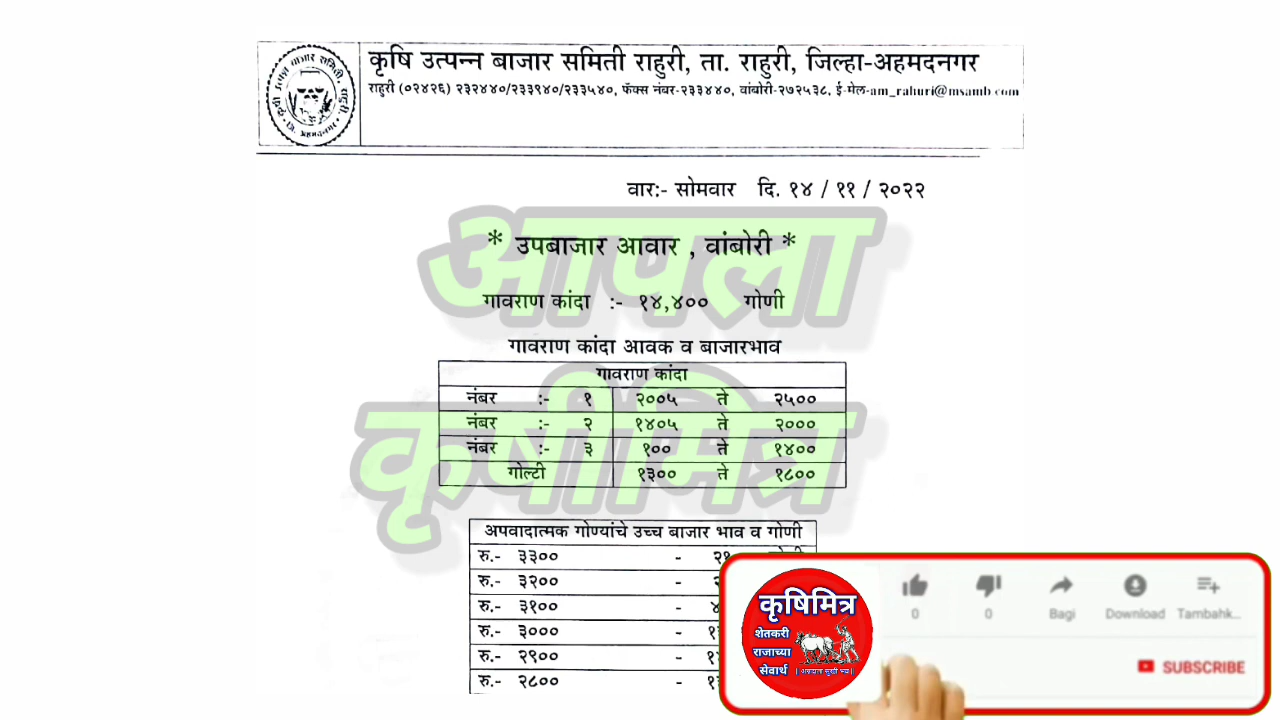 कृषि उत्पन्न बाजार समिती राहुरी, ता. राहुरी, जिल्हा-अहमदनगर
राहुरी (०२४२६) २३२४४०/२३३९४०/२३३५४०, फॅक्स नंबर-२३३४४०, वांबोरी-२७२५३८, ई-मेल-am_rahuri@msamb.com
वार:- सोमवार दि. १४ / ११ / २०२२
* उपबाजार आवार , वांबोरी *
आपला
गावराण कांदा :- १४,४०० गोणी
गावराण कांदा आवक व बाजारभाव
गावराण कांदा
नंबर :- १ २००५ ते २५००
नंबर :- २ १४०५ ते २०००
कृषीमित्र
नंबर :- ३ १०० ते १४००
गोल्टी १३०० ते १८००
अपवादात्मक गोण्यांचे उच्च बाजार भाव व गोणी
रु.- ३३०० -
रु.- ३२०० -
रु.- ३१०० -
रु.- ३००० -
रु.- २९०० -
रु.- २८०० -
कृषिमित्र
शेतकरी
राजाच्या
सेवार्थ
0 0 Bagi Download Tambahk...
SUBSCRIBE